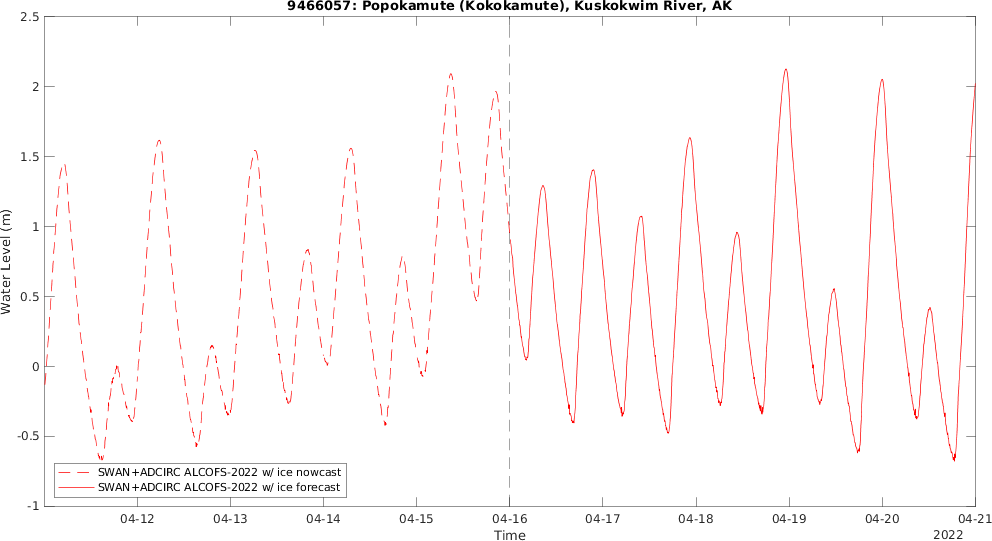 9466057: Popokamute (Kokokamute), Kuskokwim River, AK
2.5
2
1.5
1
0.5
0
-0.5
-1
Water Level (m)
SWAN+ADCIRC ALCOFS-2022 w/ ice nowcast
SWAN+ADCIRC ALCOFS-2022 w/ ice forecast
04-12 04-13 04-14 04-15 04-16 04-17 04-18 04-19 04-20 04-21
Time
2022